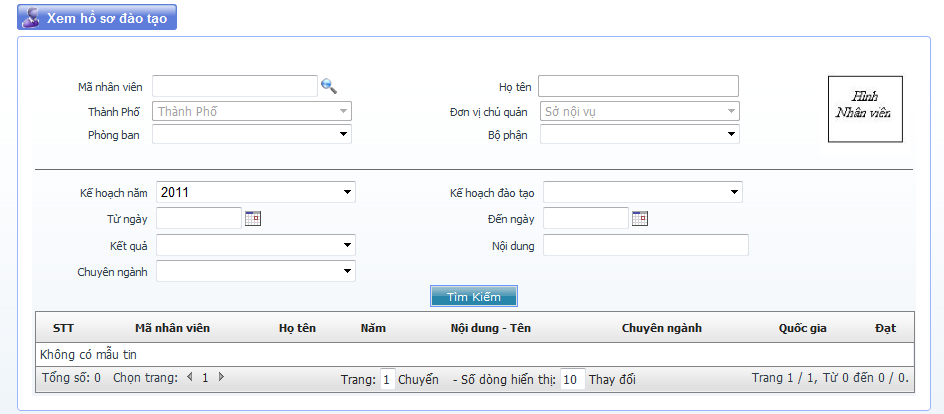 Xem hồ sơ đào tạo
Mã nhân viên Họ tên
Hình
Nhân viên
Thành Phố Thành Phố Đơn vị chủ quản Sở nội vụ
Phòng ban Bộ phận
Kế hoạch năm 2011 Kế hoạch đào tạo
Từ ngày Đến ngày
Kết quả Nội dung
Chuyên ngành
Tìm Kiếm
STT Mã nhân viên Họ tên Năm Nội dung - Tên Chuyên ngành Quốc gia Đạt
Không có mẫu tin
Tổng số: 0 Chọn trang: 1 Trang: 1 Chuyển - Số dòng hiển thị: 10 Thay đổi Trang 1 / 1, Từ 0 đến 0 / 0.